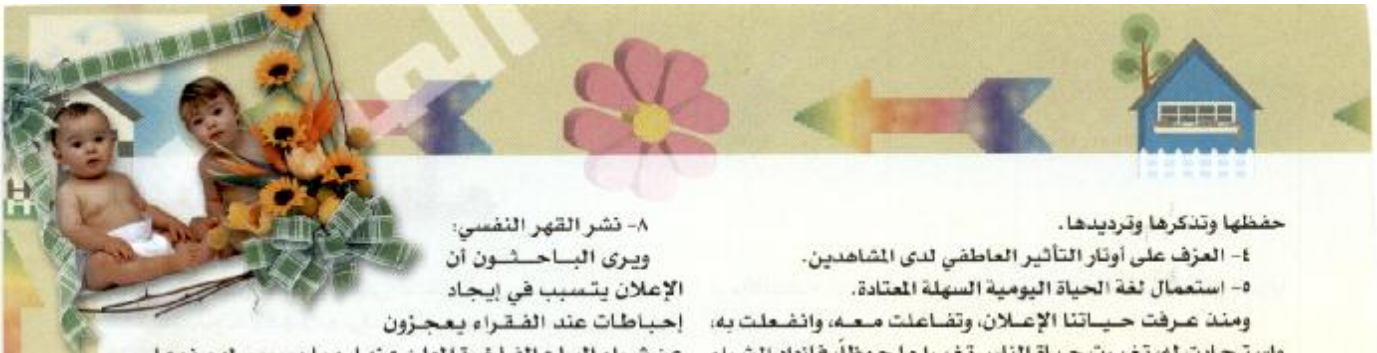 حفظها وتذكرها وترديدها.
٤- العزف على أوتار التأثير العاطفي لدى المشاهدين.
٥- استعمال لغة الحياة اليومية السهلة المعتادة.
ومنذ عرفت حياتنا الإعلان، وتفاعلت معه، وانفعلت به،
٨- نشر القهر النفسي:
ويرى الباحثون أن
الإعلان يتسبب في إيجاد
إحباطات عند الفقراء يعجزون